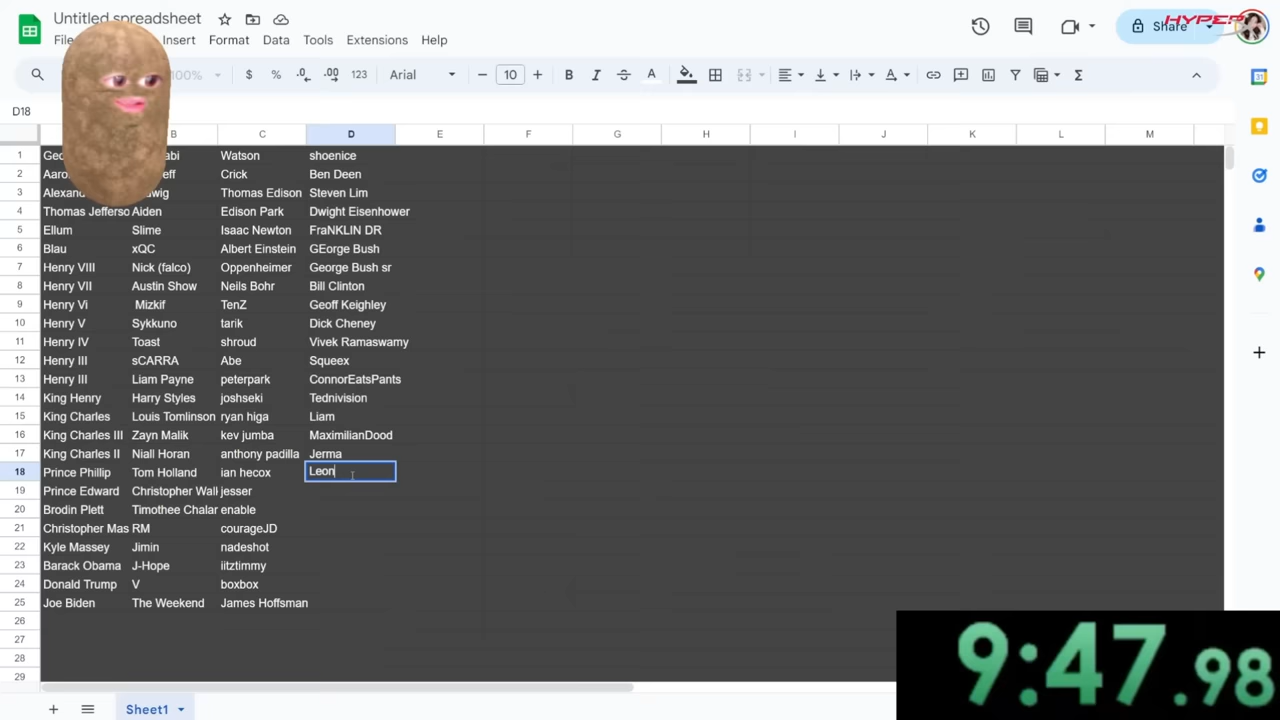 Untitled spreadsheet
HYPEP
Share
Insert Format Data Tools Extensions Help
100% $ % .0 .00 123 Arial 10 B I A
D18
B C D E F G H I J K L M
1 Watson shoenice
2 Crick Ben Deen
3 Thomas Edison Steven Lim
4 Thomas Jefferso Aiden Edison Park Dwight Eisenhower
5 Ellum Slime Isaac Newton FraNKLIN DR
6 Blau xQC Albert Einstein GEorge Bush
7 Henry VIII Nick (falco) Oppenheimer George Bush sr
8 Henry VII Austin Show Neils Bohr Bill Clinton
9 Henry Vi Mizkif TenZ Geoff Keighley
10 Henry V Sykkuno tarik Dick Cheney
11 Henry IV Toast shroud Vivek Ramaswamy
12 Henry III sCARRA Abe Squeex
13 Henry III Liam Payne peterpark ConnorEatsPants
14 King Henry Harry Styles joshseki Tednivision
15 King Charles Louis Tomlinson ryan higa Liam
16 King Charles III Zayn Malik kev jumba MaximilianDood
17 King Charles II Niall Horan anthony padilla Jerma
18 Prince Phillip Tom Holland ian hecox Leon
19 Prince Edward Christopher Walk jesser
20 Brodin Plett Timothee Chalar enable
21 Christopher Mas RM courageJD
22 Kyle Massey Jimin nadeshot
23 Barack Obama J-Hope iitztimmy
24 Donald Trump V boxbox
25 Joe Biden The Weekend James Hoffsman
26
27
28
29
Sheet1
9:47.98